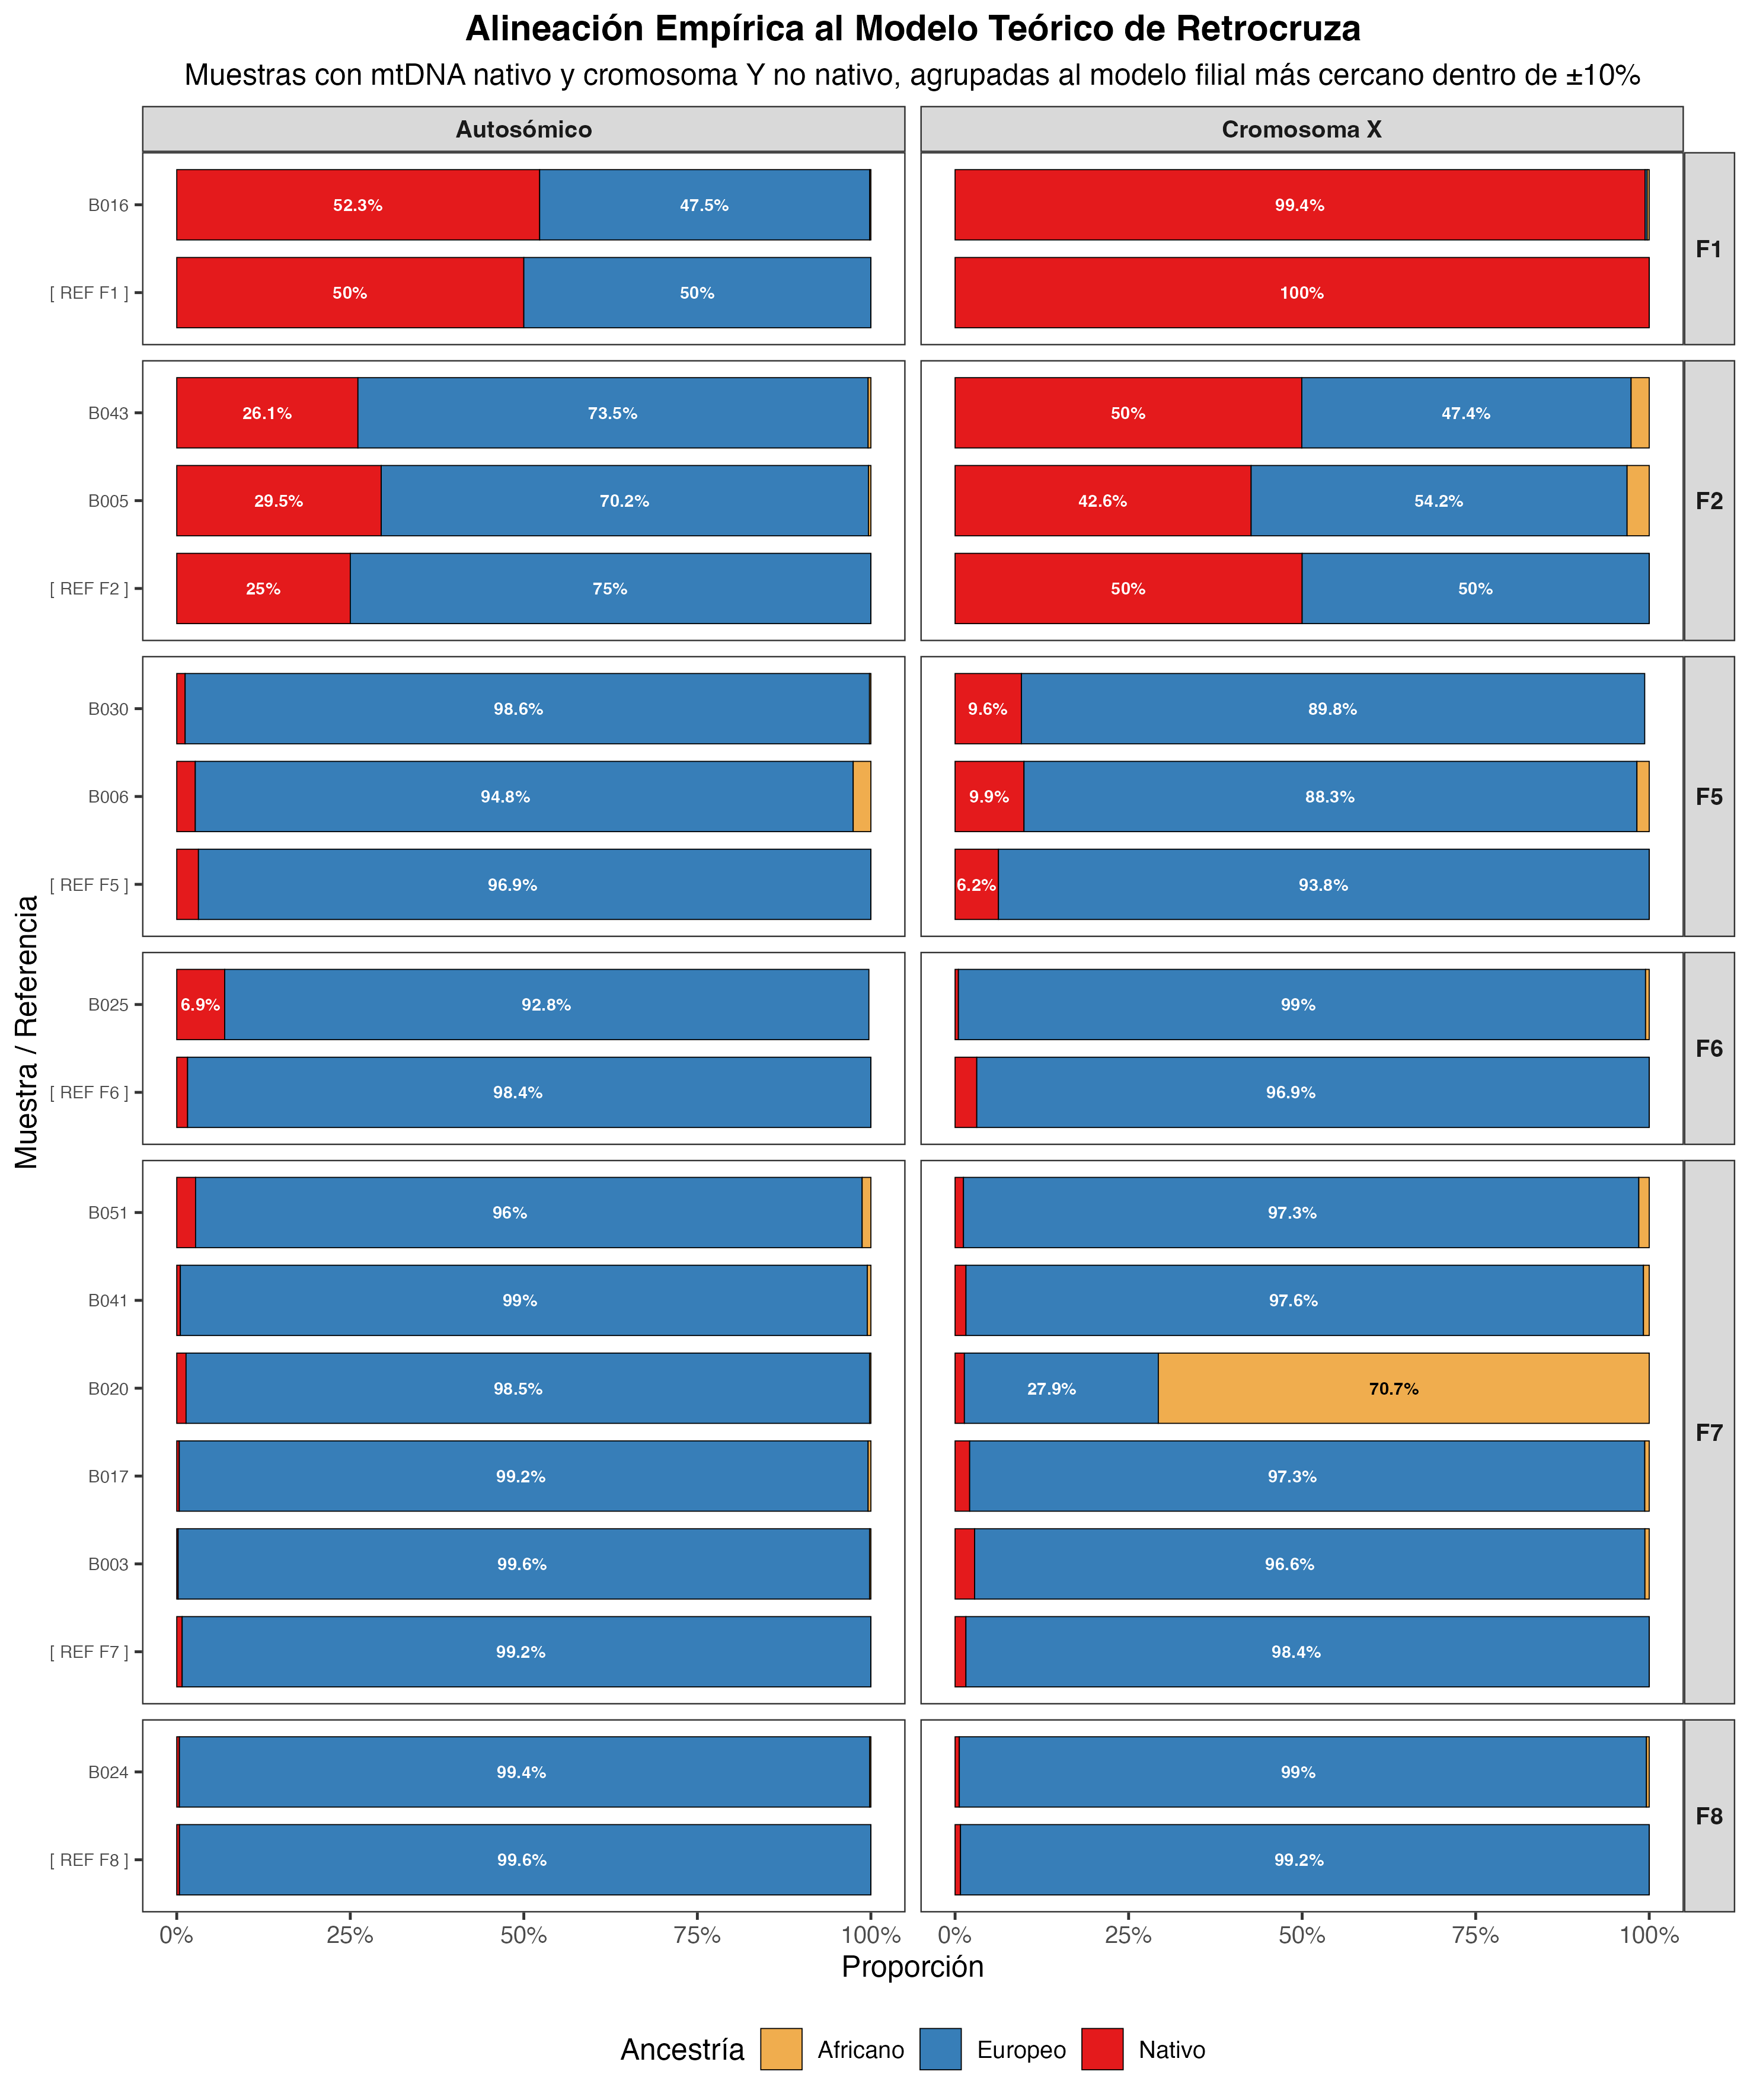 Alineación Empírica al Modelo Teórico de Retrocruza
Muestras con mtDNA nativo y cromosoma Y no nativo, agrupadas al modelo filial más cercano dentro de ±10%
Autosómico
Cromosoma X
Muestra / Referencia
B016
52.3%
47.5%
99.4%
[ REF F1 ]
50%
50%
100%
F1
B043
26.1%
73.5%
50%
47.4%
B005
29.5%
70.2%
42.6%
54.2%
[ REF F2 ]
25%
75%
50%
50%
F2
B030
98.6%
9.6%
89.8%
B006
94.8%
9.9%
88.3%
[ REF F5 ]
96.9%
6.2%
93.8%
F5
B025
6.9%
92.8%
99%
[ REF F6 ]
98.4%
96.9%
F6
B051
96%
97.3%
B041
99%
97.6%
B020
98.5%
27.9%
70.7%
B017
99.2%
97.3%
B003
99.6%
96.6%
[ REF F7 ]
99.2%
98.4%
F7
B024
99.4%
99%
[ REF F8 ]
99.6%
99.2%
F8
0%
25%
50%
75%
100%
0%
25%
50%
75%
100%
Proporción
Ancestría
Africano
Europeo
Nativo